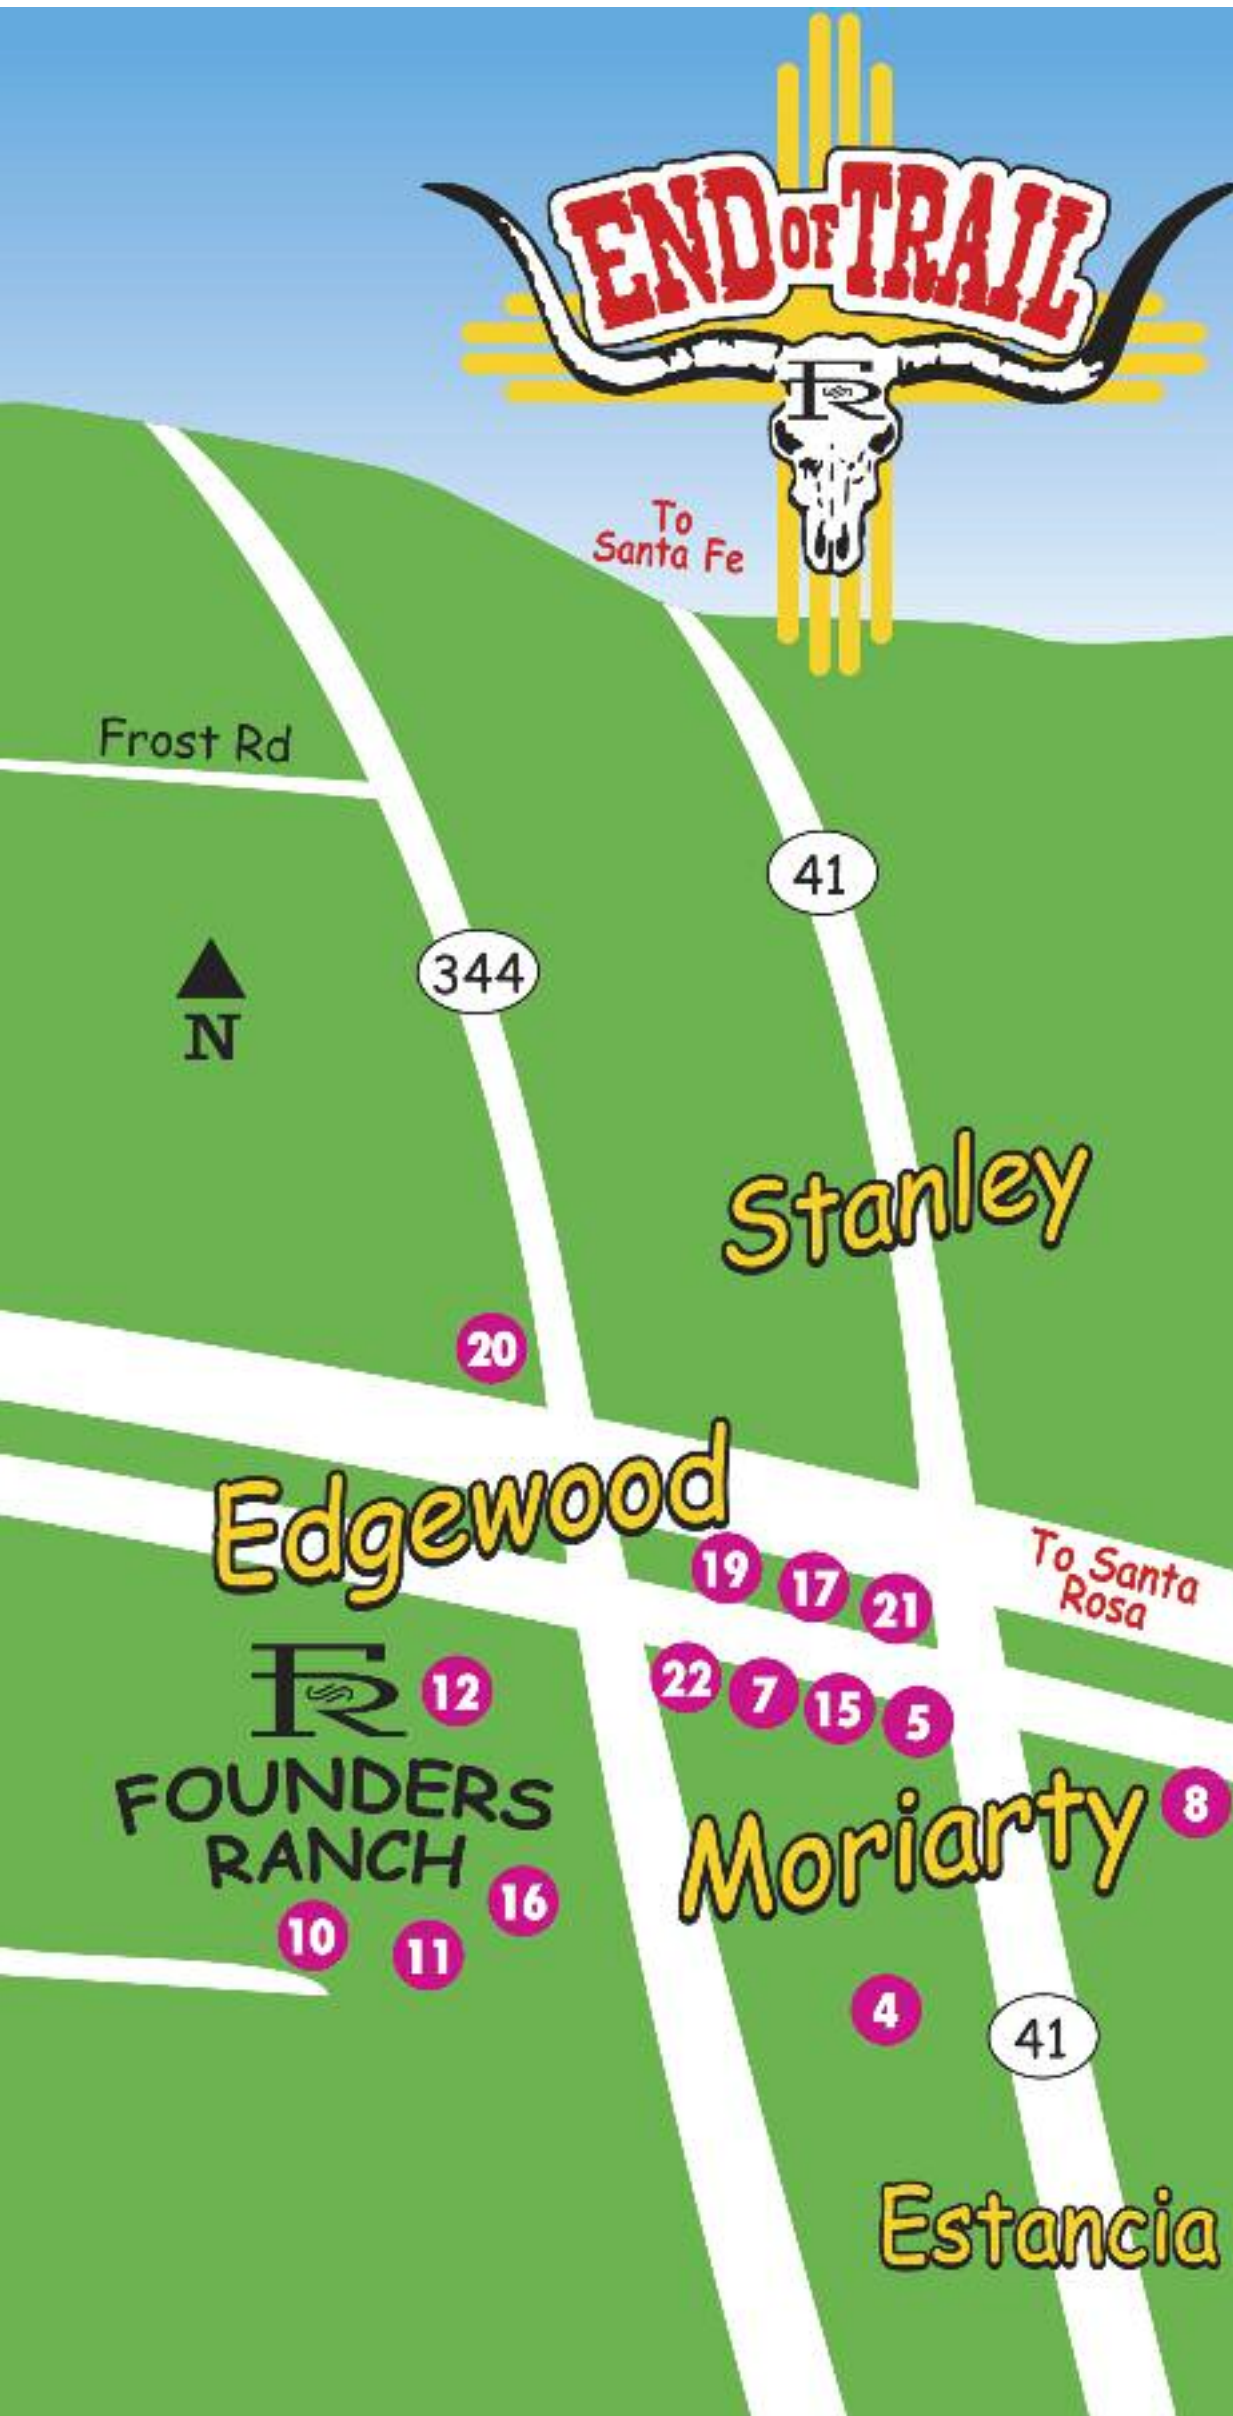 END OF TRAIL
FR
To
Santa Fe
Frost Rd
41
344
N
Stanley
20
Edgewood
To Santa
Rosa
19 17 21
22 7 15 5
FR 12
FOUNDERS
RANCH
Moriarty 8
16
10 11
4
41
Estancia